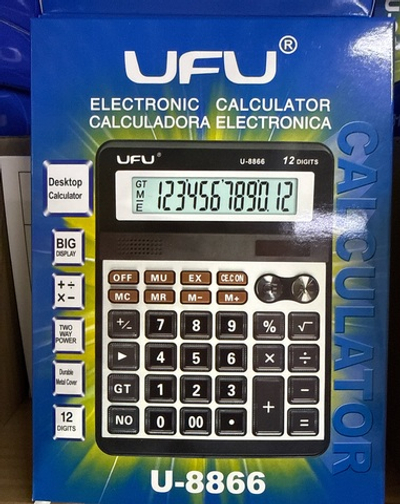 UFU®
ELECTRONIC CALCULATOR
CALCULADORA ELECTRONICA
CALCULATOR
UFU®
U-8866 12 DIGITS
GT
M
E
1234567890.12
Desktop
Calculator
BIG
DISPLAY
+ ÷
× −
TWO
WAY
POWER
Durable
Metal Cover
12
DIGITS
OFF MU EX CE.C ON
MC MR M− M+
+/− 7 8 9 % √
▶ 4 5 6 × ÷
GT 1 2 3 + −
NO 0 00 • =
U-8866